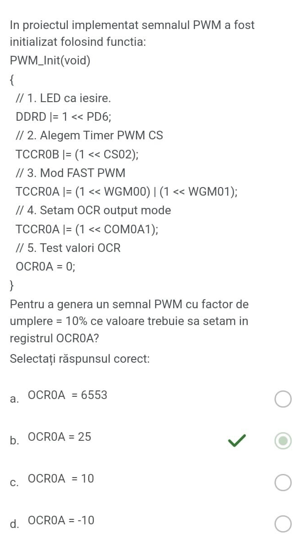 In proiectul implementat semnalul PWM a fost
initializat folosind functia:
PWM_Init(void)
{
// 1. LED ca iesire.
DDRD |= 1 << PD6;
// 2. Alegem Timer PWM CS
TCCR0B |= (1 << CS02);
// 3. Mod FAST PWM
TCCR0A |= (1 << WGM00) | (1 << WGM01);
// 4. Setam OCR output mode
TCCR0A |= (1 << COM0A1);
// 5. Test valori OCR
OCR0A = 0;
}
Pentru a genera un semnal PWM cu factor de
umplere = 10% ce valoare trebuie sa setam in
registrul OCR0A?
Selectați răspunsul corect:
a. OCR0A = 6553
b. OCR0A = 25
c. OCR0A = 10
d. OCR0A = -10